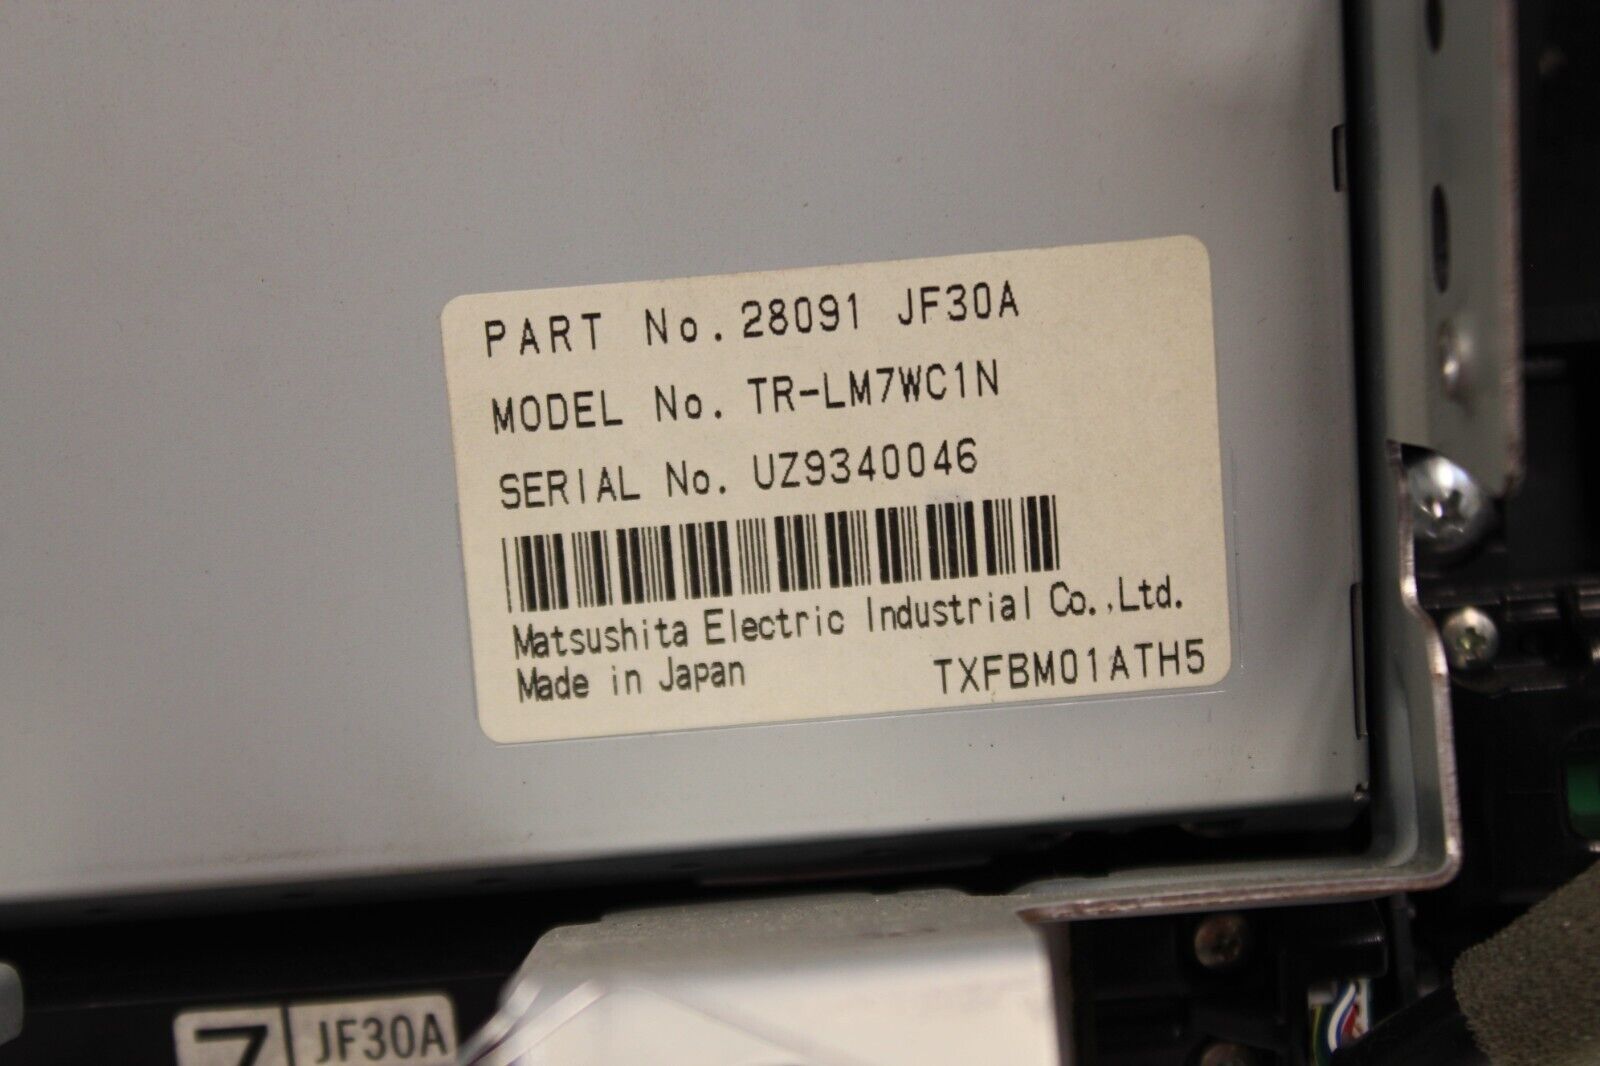 PART No. 28091 JF30A
MODEL No. TR-LM7WC1N
SERIAL No. UZ9340046
Matsushita Electric Industrial Co.,Ltd.
Made in Japan TXFBM01ATH5
7 JF30A